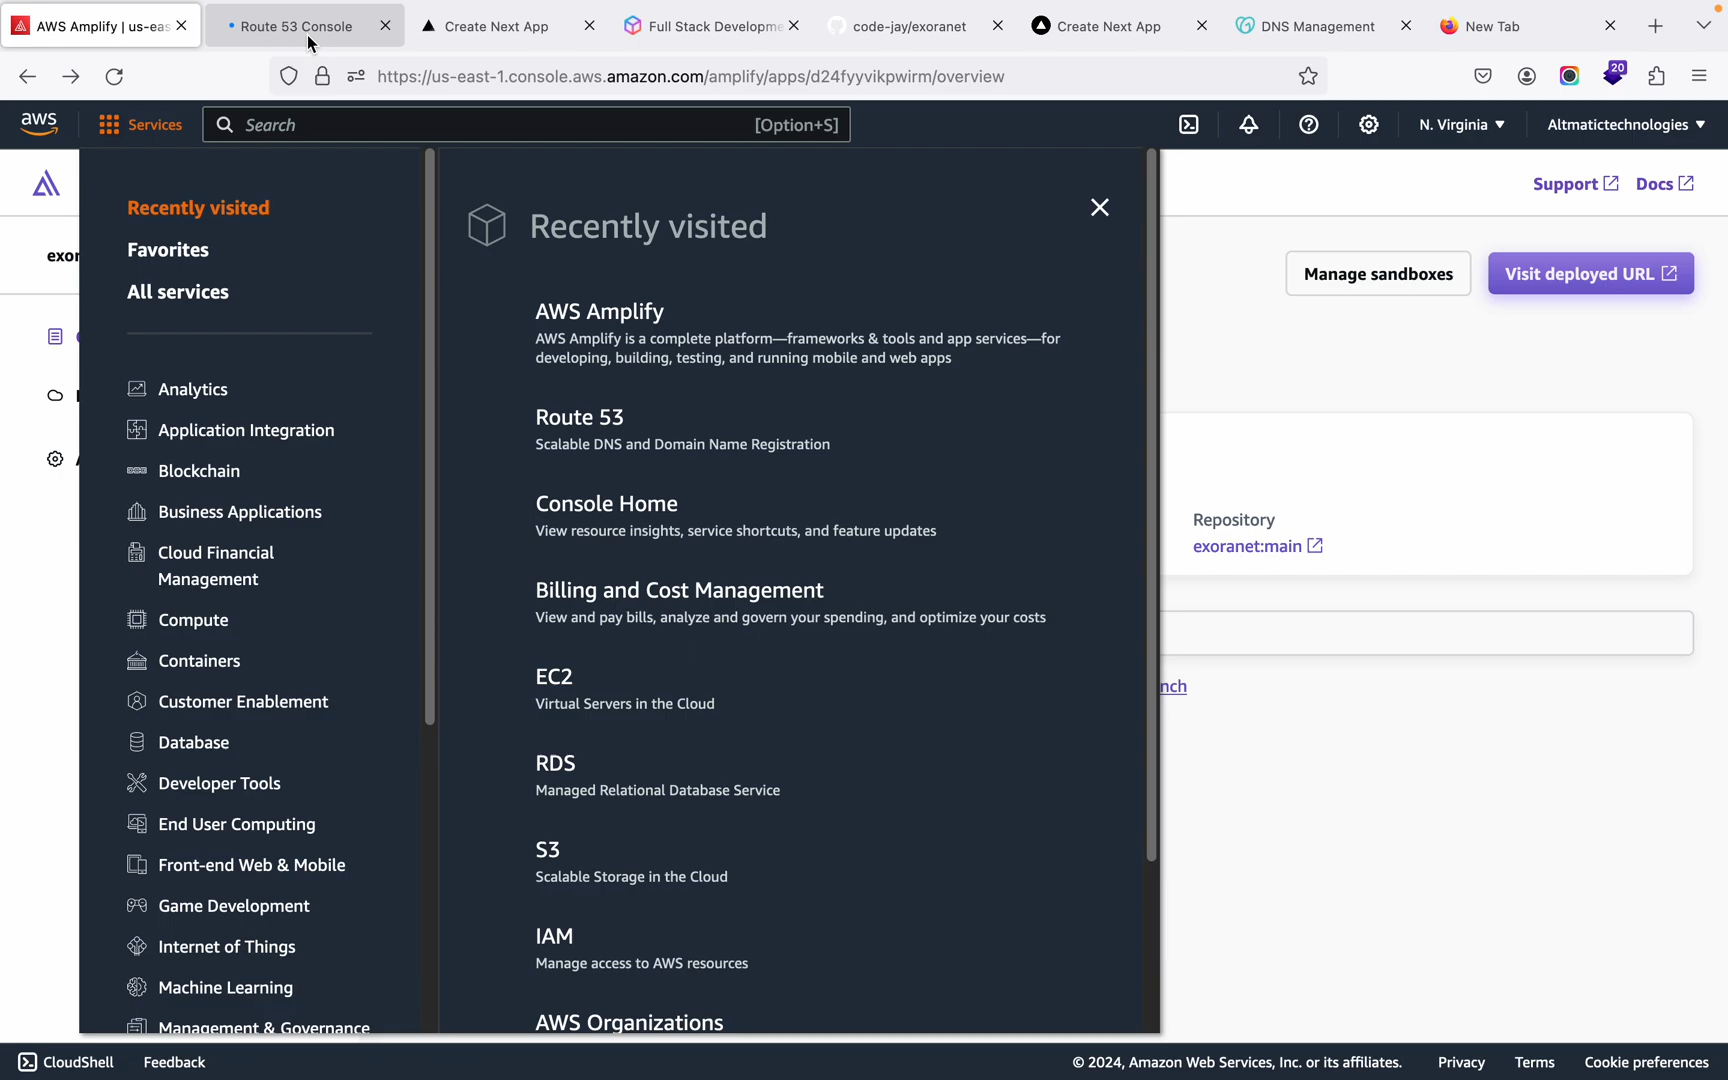 AWS Amplify | us-eas
Route 53 Console
Create Next App
Full Stack Developme
code-jay/exoranet
Create Next App
DNS Management
New Tab
https://us-east-1.console.aws.amazon.com/amplify/apps/d24fyyvikpwirm/overview
20
aws
Services
Search
[Option+S]
N. Virginia
Altmatictechnologies
Support
Docs
exor
Manage sandboxes
Visit deployed URL
Repository
exoranet:main
nch
Recently visited
Favorites
All services
Analytics
Application Integration
Blockchain
Business Applications
Cloud Financial
Management
Compute
Containers
Customer Enablement
Database
Developer Tools
End User Computing
Front-end Web & Mobile
Game Development
Internet of Things
Machine Learning
Management & Governance
Recently visited
AWS Amplify
AWS Amplify is a complete platform—frameworks & tools and app services—for
developing, building, testing, and running mobile and web apps
Route 53
Scalable DNS and Domain Name Registration
Console Home
View resource insights, service shortcuts, and feature updates
Billing and Cost Management
View and pay bills, analyze and govern your spending, and optimize your costs
EC2
Virtual Servers in the Cloud
RDS
Managed Relational Database Service
S3
Scalable Storage in the Cloud
IAM
Manage access to AWS resources
AWS Organizations
CloudShell
Feedback
© 2024, Amazon Web Services, Inc. or its affiliates.
Privacy
Terms
Cookie preferences